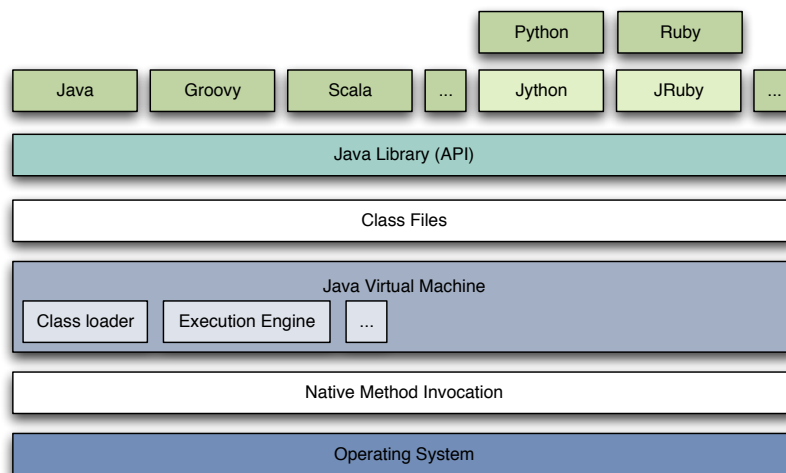 Python Ruby
Java Groovy Scala ... Jython JRuby ...
Java Library (API)
Class Files
Java Virtual Machine
Class loader Execution Engine ...
Native Method Invocation
Operating System